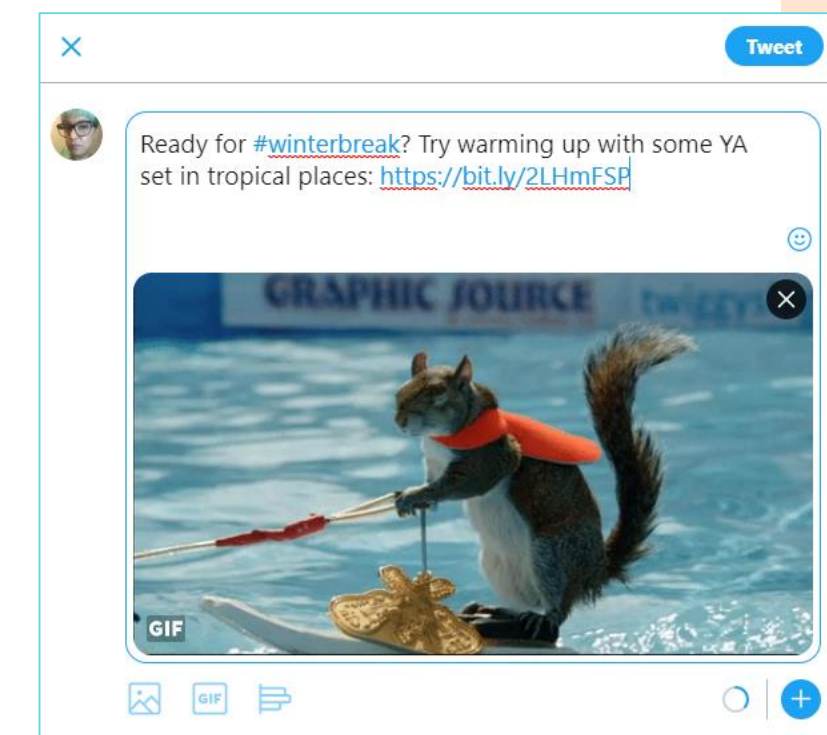 Tweet
Ready for #winterbreak? Try warming up with some YA
set in tropical places: https://bit.ly/2LHmFSP
GRAPHIC SOURCE
GIF
GIF